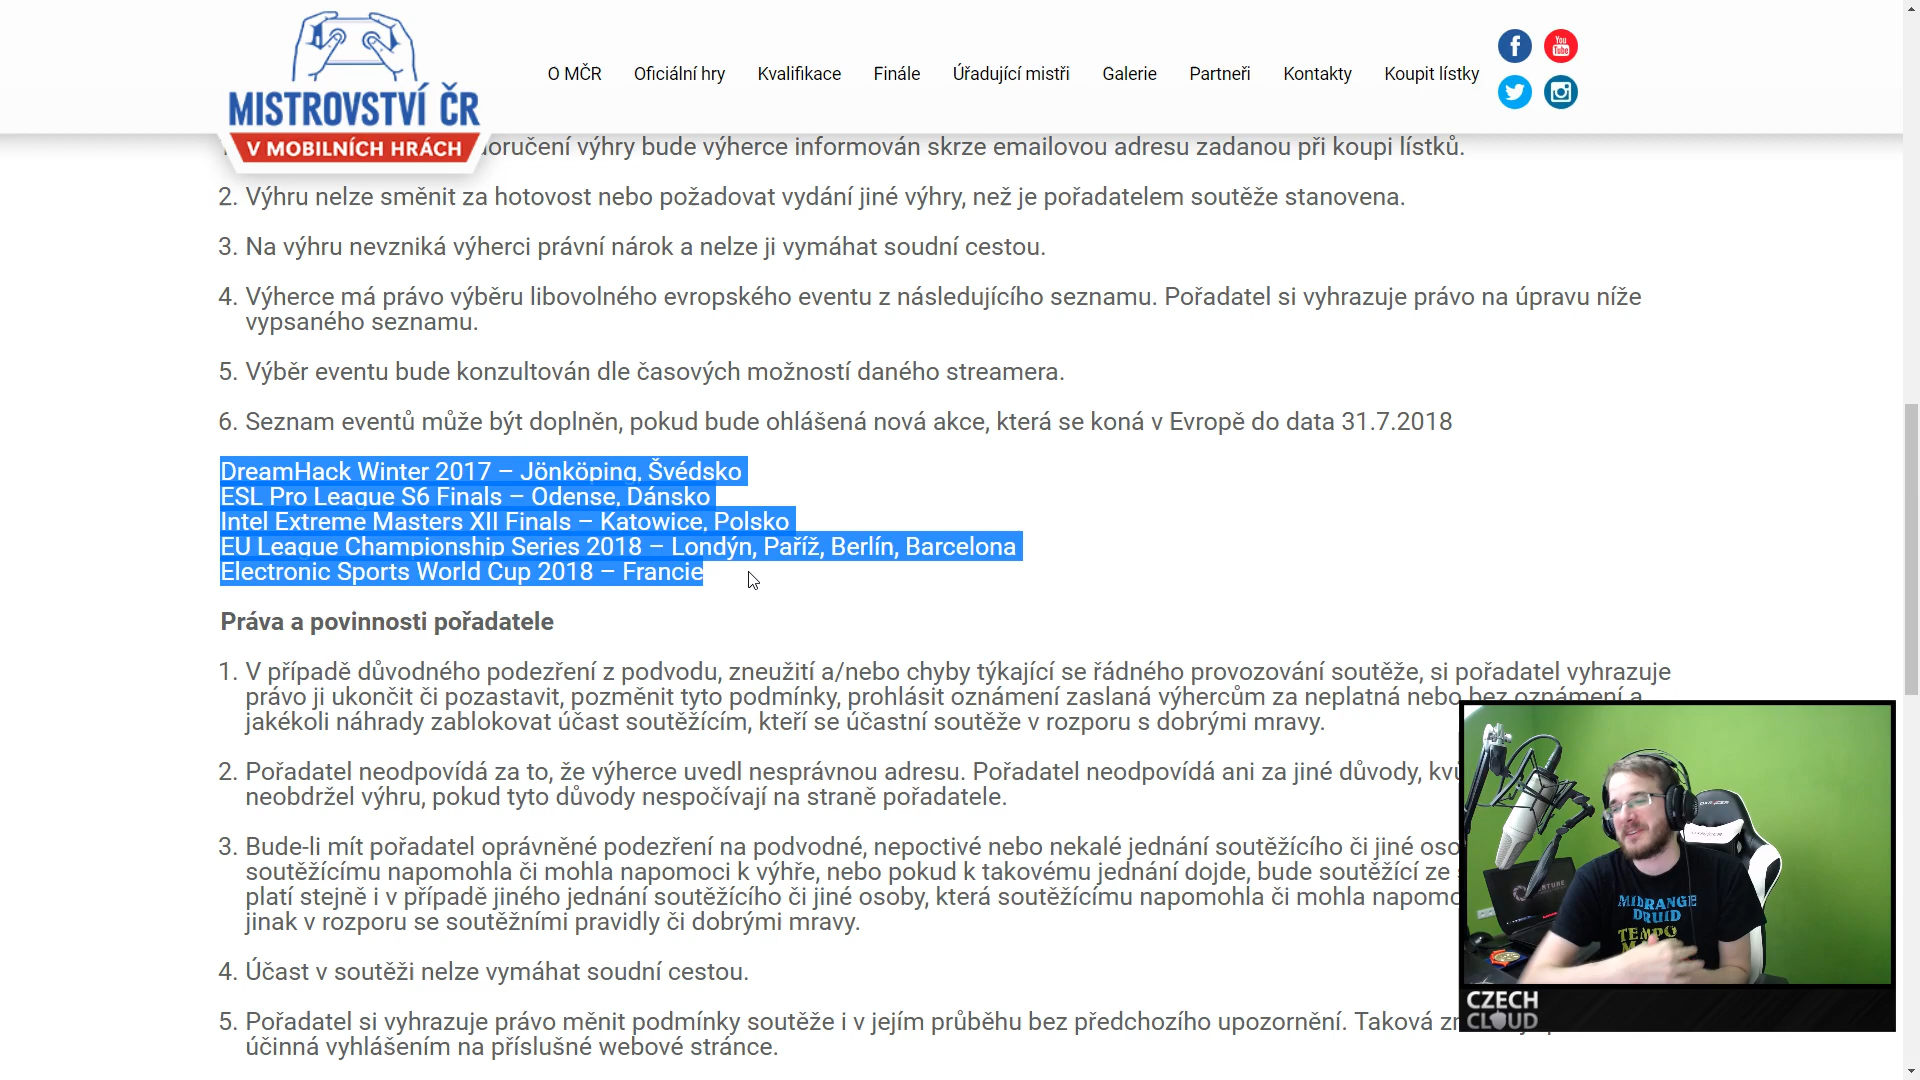 MISTROVSTVÍ ČR
V MOBILNÍCH HRÁCH
O MČR Oficiální hry Kvalifikace Finále Úřadující mistři Galerie Partneři Kontakty Koupit lístky
f
You Tube
doručení výhry bude výherce informován skrze emailovou adresu zadanou při koupi lístků.
2. Výhru nelze směnit za hotovost nebo požadovat vydání jiné výhry, než je pořadatelem soutěže stanovena.
3. Na výhru nevzniká výherci právní nárok a nelze ji vymáhat soudní cestou.
4. Výherce má právo výběru libovolného evropského eventu z následujícího seznamu. Pořadatel si vyhrazuje právo na úpravu níže
vypsaného seznamu.
5. Výběr eventu bude konzultován dle časových možností daného streamera.
6. Seznam eventů může být doplněn, pokud bude ohlášená nová akce, která se koná v Evropě do data 31.7.2018
DreamHack Winter 2017 – Jönköping, Švédsko
ESL Pro League S6 Finals – Odense, Dánsko
Intel Extreme Masters XII Finals – Katowice, Polsko
EU League Championship Series 2018 – Londýn, Paříž, Berlín, Barcelona
Electronic Sports World Cup 2018 – Francie
Práva a povinnosti pořadatele
1. V případě důvodného podezření z podvodu, zneužití a/nebo chyby týkající se řádného provozování soutěže, si pořadatel vyhrazuje
právo ji ukončit či pozastavit, pozměnit tyto podmínky, prohlásit oznámení zaslaná výhercům za neplatná nebo bez oznámení a
jakékoli náhrady zablokovat účast soutěžícím, kteří se účastní soutěže v rozporu s dobrými mravy.
2. Pořadatel neodpovídá za to, že výherce uvedl nesprávnou adresu. Pořadatel neodpovídá ani za jiné důvody, kvů
neobdržel výhru, pokud tyto důvody nespočívají na straně pořadatele.
3. Bude-li mít pořadatel oprávněné podezření na podvodné, nepoctivé nebo nekalé jednání soutěžícího či jiné oso
soutěžícímu napomohla či mohla napomoci k výhře, nebo pokud k takovému jednání dojde, bude soutěžící ze
platí stejně i v případě jiného jednání soutěžícího či jiné osoby, která soutěžícímu napomohla či mohla napomo
jinak v rozporu se soutěžními pravidly či dobrými mravy.
4. Účast v soutěži nelze vymáhat soudní cestou.
5. Pořadatel si vyhrazuje právo měnit podmínky soutěže i v jejím průběhu bez předchozího upozornění. Taková
účinná vyhlášením na příslušné webové stránce.
MIDRANGE
DRUID
TEMPO
CZECH
CLOUD